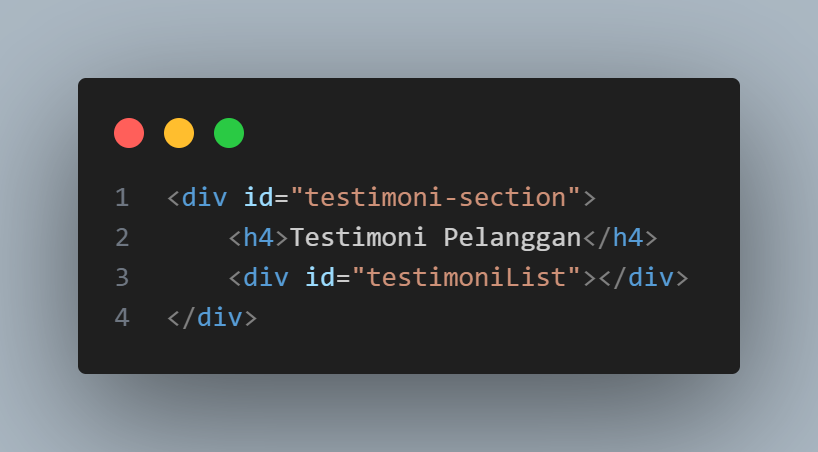 1 <div id="testimoni-section">
2     <h4>Testimoni Pelanggan</h4>
3     <div id="testimoniList"></div>
4 </div>